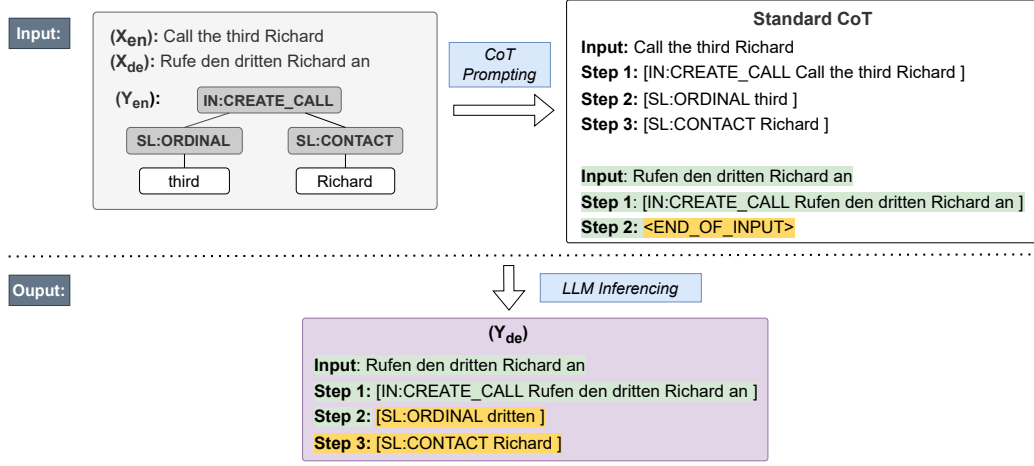 Input:
(X_en): Call the third Richard
(X_de): Rufe den dritten Richard an
(Y_en):
IN:CREATE_CALL
SL:ORDINAL
SL:CONTACT
third
Richard
CoT
Prompting
Standard CoT
Input: Call the third Richard
Step 1: [IN:CREATE_CALL Call the third Richard ]
Step 2: [SL:ORDINAL third ]
Step 3: [SL:CONTACT Richard ]
Input: Rufen den dritten Richard an
Step 1: [IN:CREATE_CALL Rufen den dritten Richard an ]
Step 2: <END_OF_INPUT>
Ouput:
LLM Inferencing
(Y_de)
Input: Rufen den dritten Richard an
Step 1: [IN:CREATE_CALL Rufen den dritten Richard an ]
Step 2: [SL:ORDINAL dritten ]
Step 3: [SL:CONTACT Richard ]